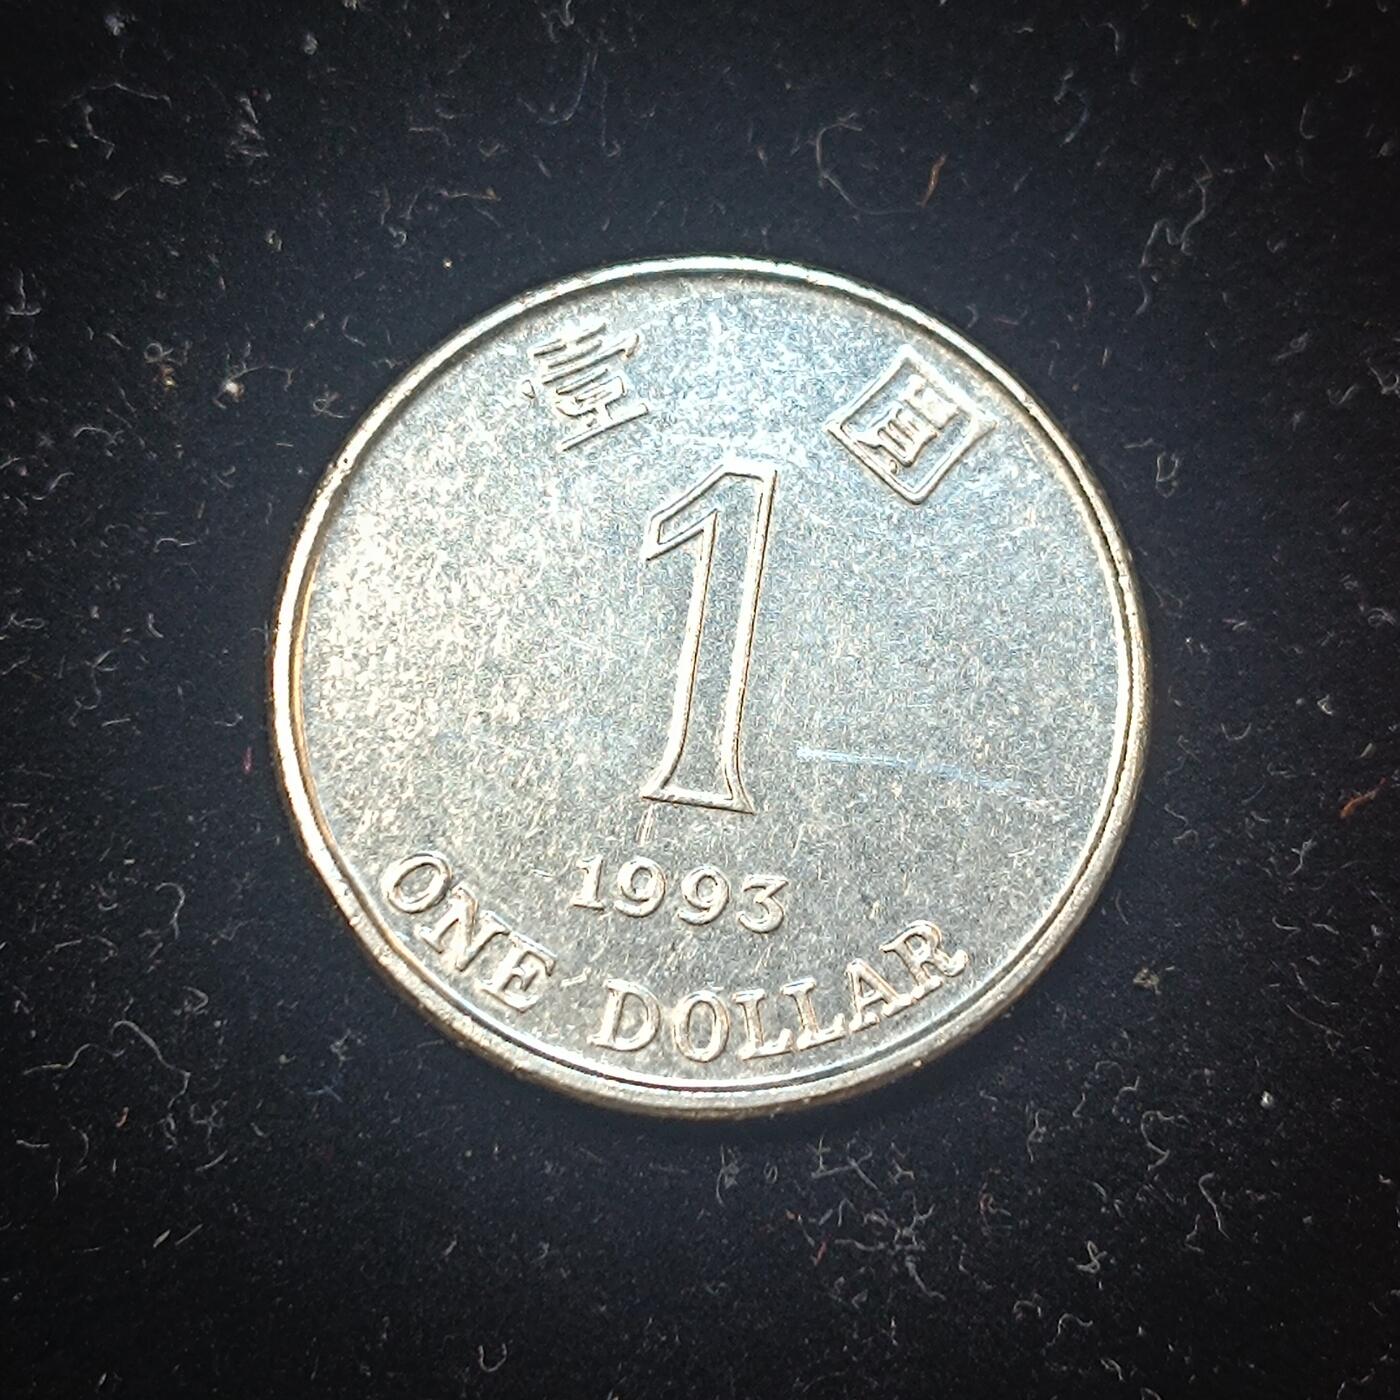 壹 圓
1
1993
ONE DOLLAR